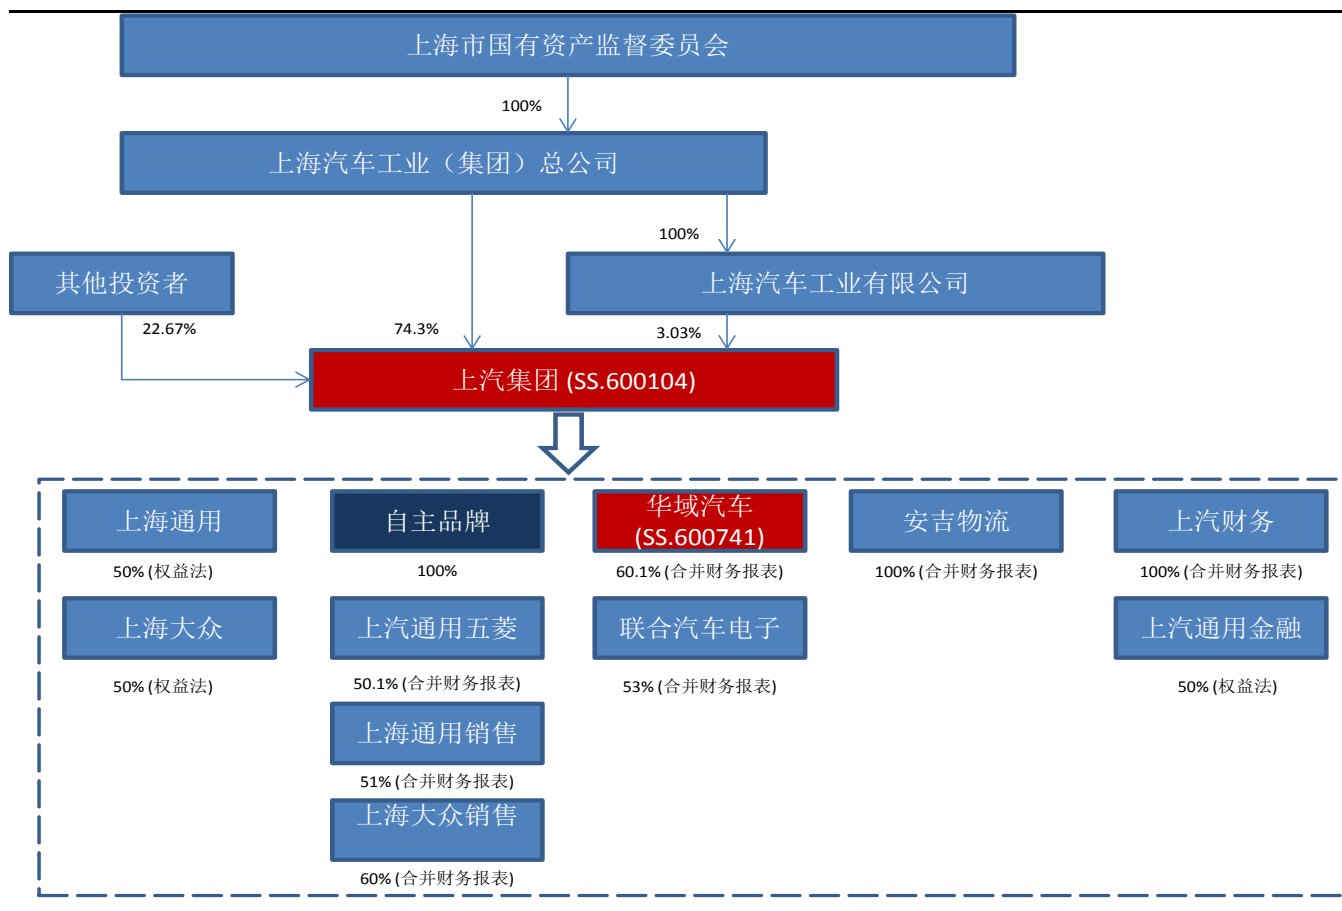 上海市国有资产监督委员会
100%
上海汽车工业（集团）总公司
100%
其他投资者
上海汽车工业有限公司
22.67%
74.3%
3.03%
上汽集团 (SS.600104)
上海通用
自主品牌
华域汽车
(SS.600741)
安吉物流
上汽财务
50% (权益法)
100%
60.1% (合并财务报表)
100% (合并财务报表)
100% (合并财务报表)
上海大众
上汽通用五菱
联合汽车电子
上汽通用金融
50% (权益法)
50.1% (合并财务报表)
53% (合并财务报表)
50% (权益法)
上海通用销售
51% (合并财务报表)
上海大众销售
60% (合并财务报表)